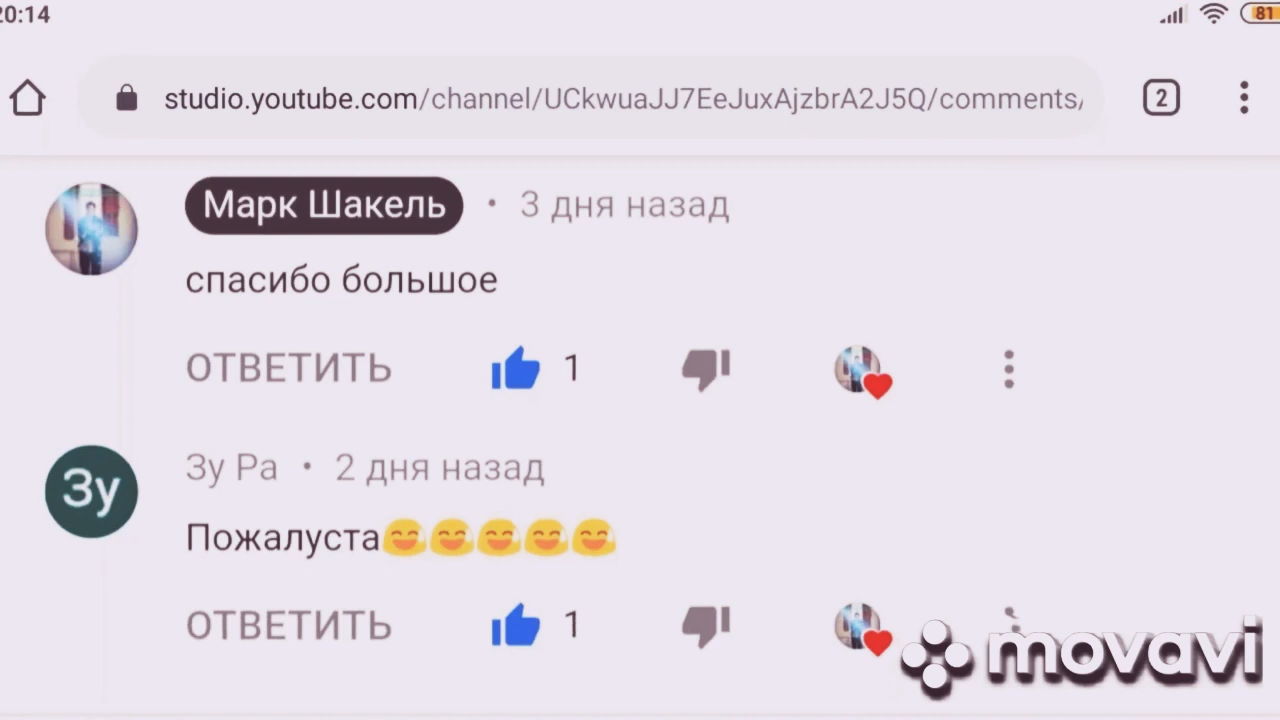 20:14
81
studio.youtube.com/channel/UCkwuaJJ7EeJuxAjzbrA2J5Q/comments/
2
Марк Шакель • 3 дня назад
спасибо большое
ОТВЕТИТЬ 1
Зу
Зу Ра • 2 дня назад
Пожалуста😊😊😊😊😊
ОТВЕТИТЬ 1
movavi